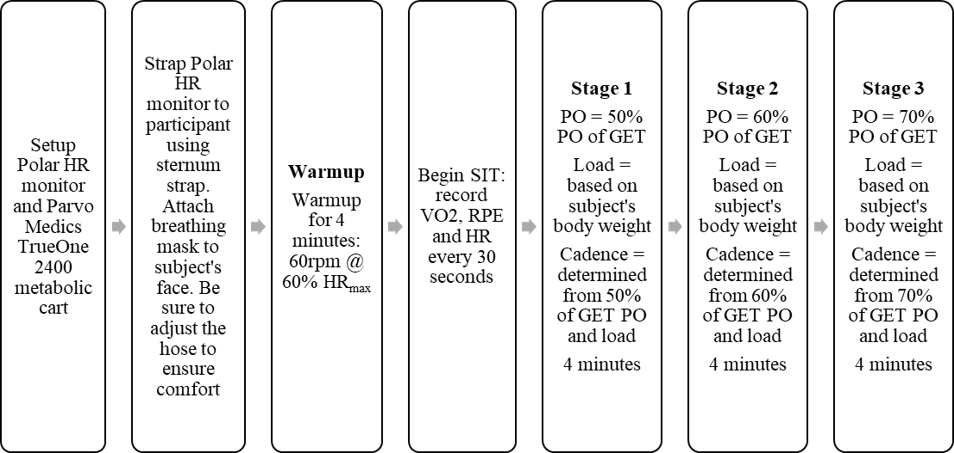 Setup
Polar HR
monitor
and Parvo
Medics
TrueOne
2400
metabolic
cart
Strap Polar
HR
monitor to
participant
using
sternum
strap.
Attach
breathing
mask to
subject's
face. Be
sure to
adjust the
hose to
ensure
comfort
Warmup
Warmup
for 4
minutes:
60rpm @
60% HRmax
Begin SIT:
record
VO2, RPE
and HR
every 30
seconds
Stage 1
PO = 50%
PO of GET
Load =
based on
subject's
body weight
Cadence =
determined
from 50%
of GET PO
and load
4 minutes
Stage 2
PO = 60%
PO of GET
Load =
based on
subject's
body weight
Cadence =
determined
from 60%
of GET PO
and load
4 minutes
Stage 3
PO = 70%
PO of GET
Load =
based on
subject's
body weight
Cadence =
determined
from 70%
of GET PO
and load
4 minutes